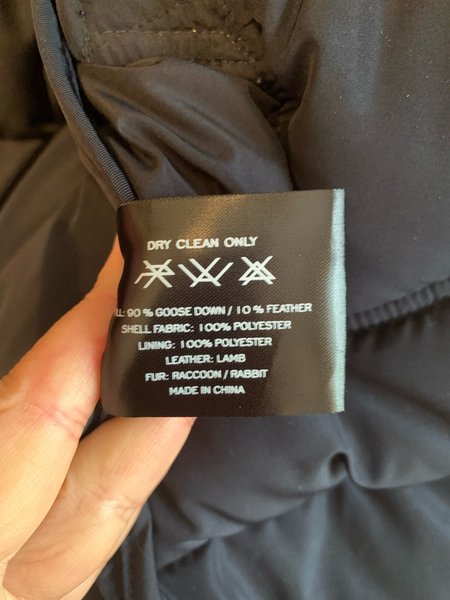 DRY CLEAN ONLY
90 % GOOSE DOWN / 10 % FEATHER
SHELL FABRIC: 100% POLYESTER
LINING: 100% POLYESTER
LEATHER: LAMB
FUR: RACCOON / RABBIT
MADE IN CHINA